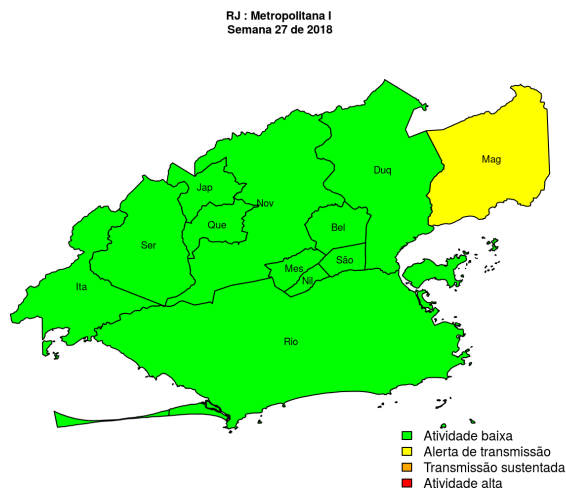 RJ : Metropolitana I
Semana 27 de 2018
Mag
Duq
Jap
Nov
Que
Bel
Ser
São
Mes
Nil
Ita
Rio
Atividade baixa
Alerta de transmissão
Transmissão sustentada
Atividade alta